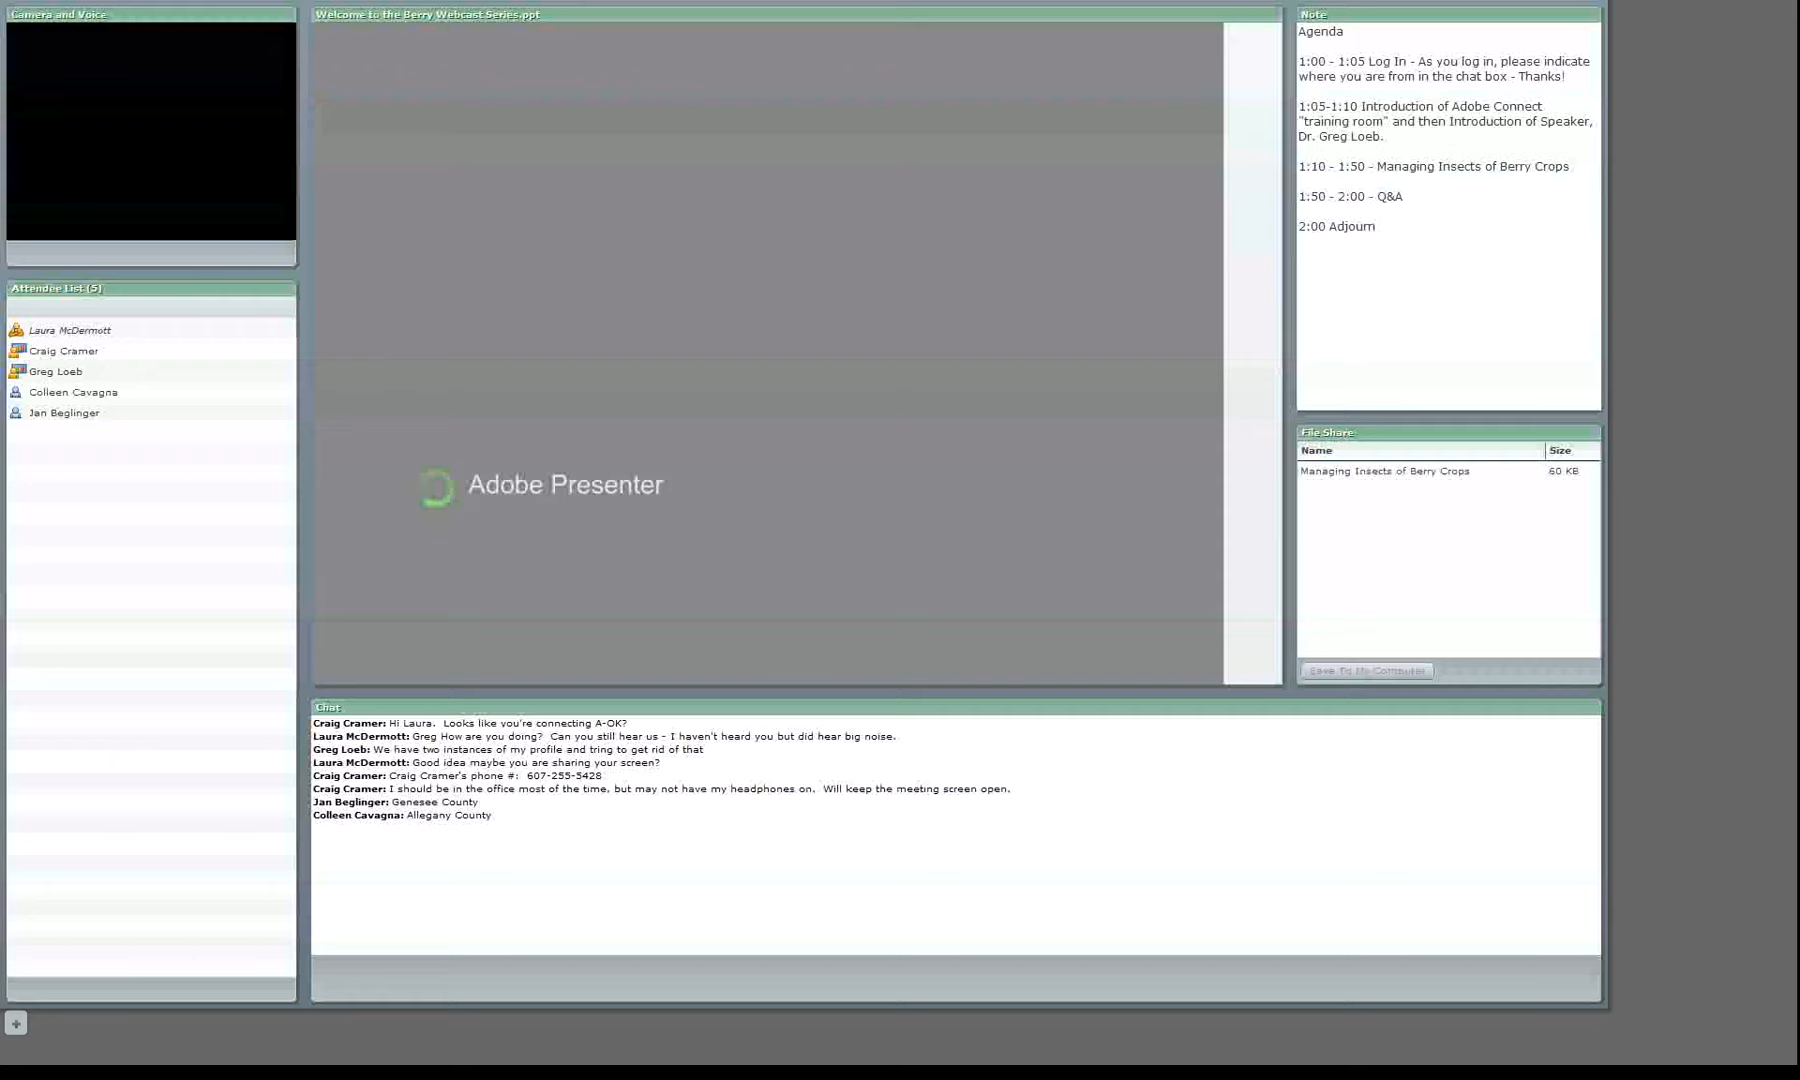 Camera and Voice
Welcome to the Berry Webcast Series.ppt
Note
Agenda
1:00 - 1:05 Log In - As you log in, please indicate
where you are from in the chat box - Thanks!
1:05-1:10 Introduction of Adobe Connect
"training room" and then Introduction of Speaker,
Dr. Greg Loeb.
1:10 - 1:50 - Managing Insects of Berry Crops
1:50 - 2:00 - Q&A
2:00 Adjourn
Attendee List (5)
Laura McDermott
Craig Cramer
Greg Loeb
Colleen Cavagna
Jan Beglinger
Adobe Presenter
File Share
Name Size
Managing Insects of Berry Crops 60 KB
Save To My Computer
Chat
Craig Cramer: Hi Laura. Looks like you're connecting A-OK?
Laura McDermott: Greg How are you doing? Can you still hear us - I haven't heard you but did hear big noise.
Greg Loeb: We have two instances of my profile and tring to get rid of that
Laura McDermott: Good idea maybe you are sharing your screen?
Craig Cramer: Craig Cramer's phone #: 607-255-5428
Craig Cramer: I should be in the office most of the time, but may not have my headphones on. Will keep the meeting screen open.
Jan Beglinger: Genesee County
Colleen Cavagna: Allegany County